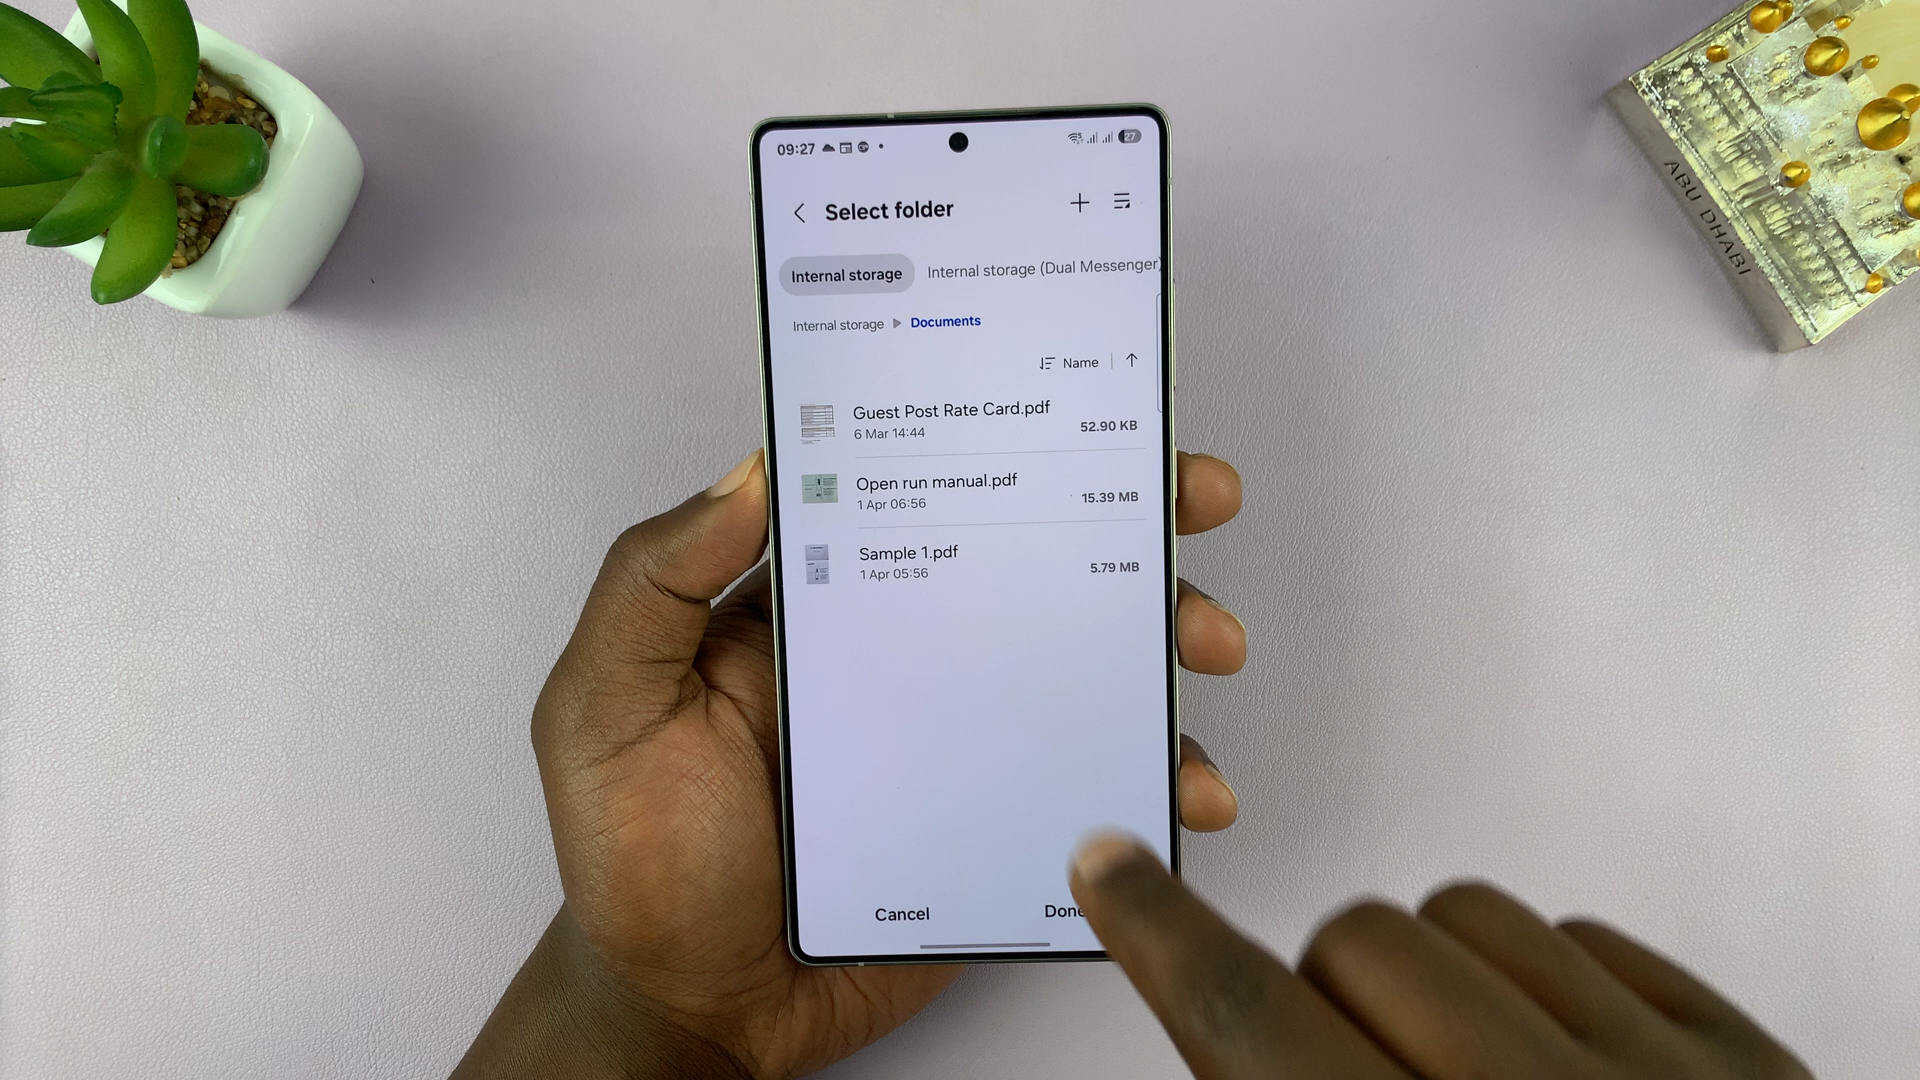 09:27
27
Select folder
Internal storage
Internal storage (Dual Messenger)
Internal storage
Documents
Name
Guest Post Rate Card.pdf
6 Mar 14:44
52.90 KB
Open run manual.pdf
1 Apr 06:56
15.39 MB
Sample 1.pdf
1 Apr 05:56
5.79 MB
Cancel
Done
ABU DHABI